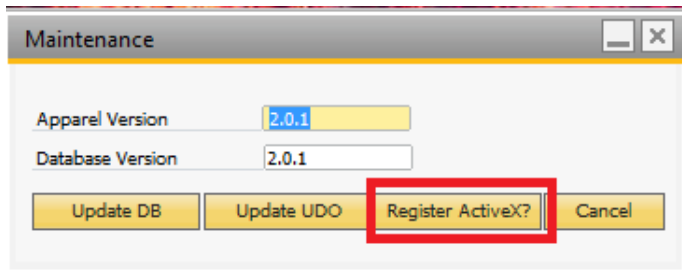 Maintenance
Apparel Version 2.0.1
Database Version 2.0.1
Update DB Update UDO Register ActiveX? Cancel